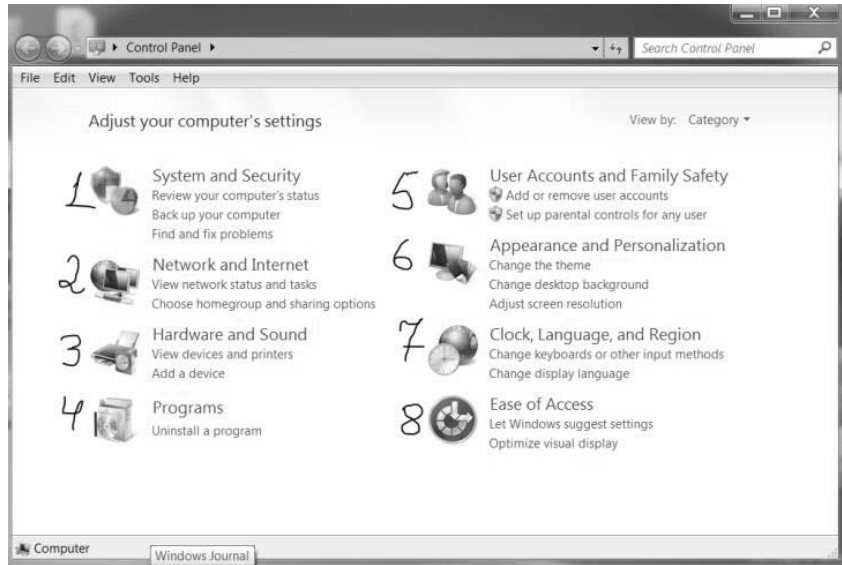 Control Panel
Search Control Panel
File Edit View Tools Help
Adjust your computer's settings
View by: Category
1
System and Security
Review your computer's status
Back up your computer
Find and fix problems
2
Network and Internet
View network status and tasks
Choose homegroup and sharing options
3
Hardware and Sound
View devices and printers
Add a device
4
Programs
Uninstall a program
5
User Accounts and Family Safety
Add or remove user accounts
Set up parental controls for any user
6
Appearance and Personalization
Change the theme
Change desktop background
Adjust screen resolution
7
Clock, Language, and Region
Change keyboards or other input methods
Change display language
8
Ease of Access
Let Windows suggest settings
Optimize visual display
Computer
Windows Journal